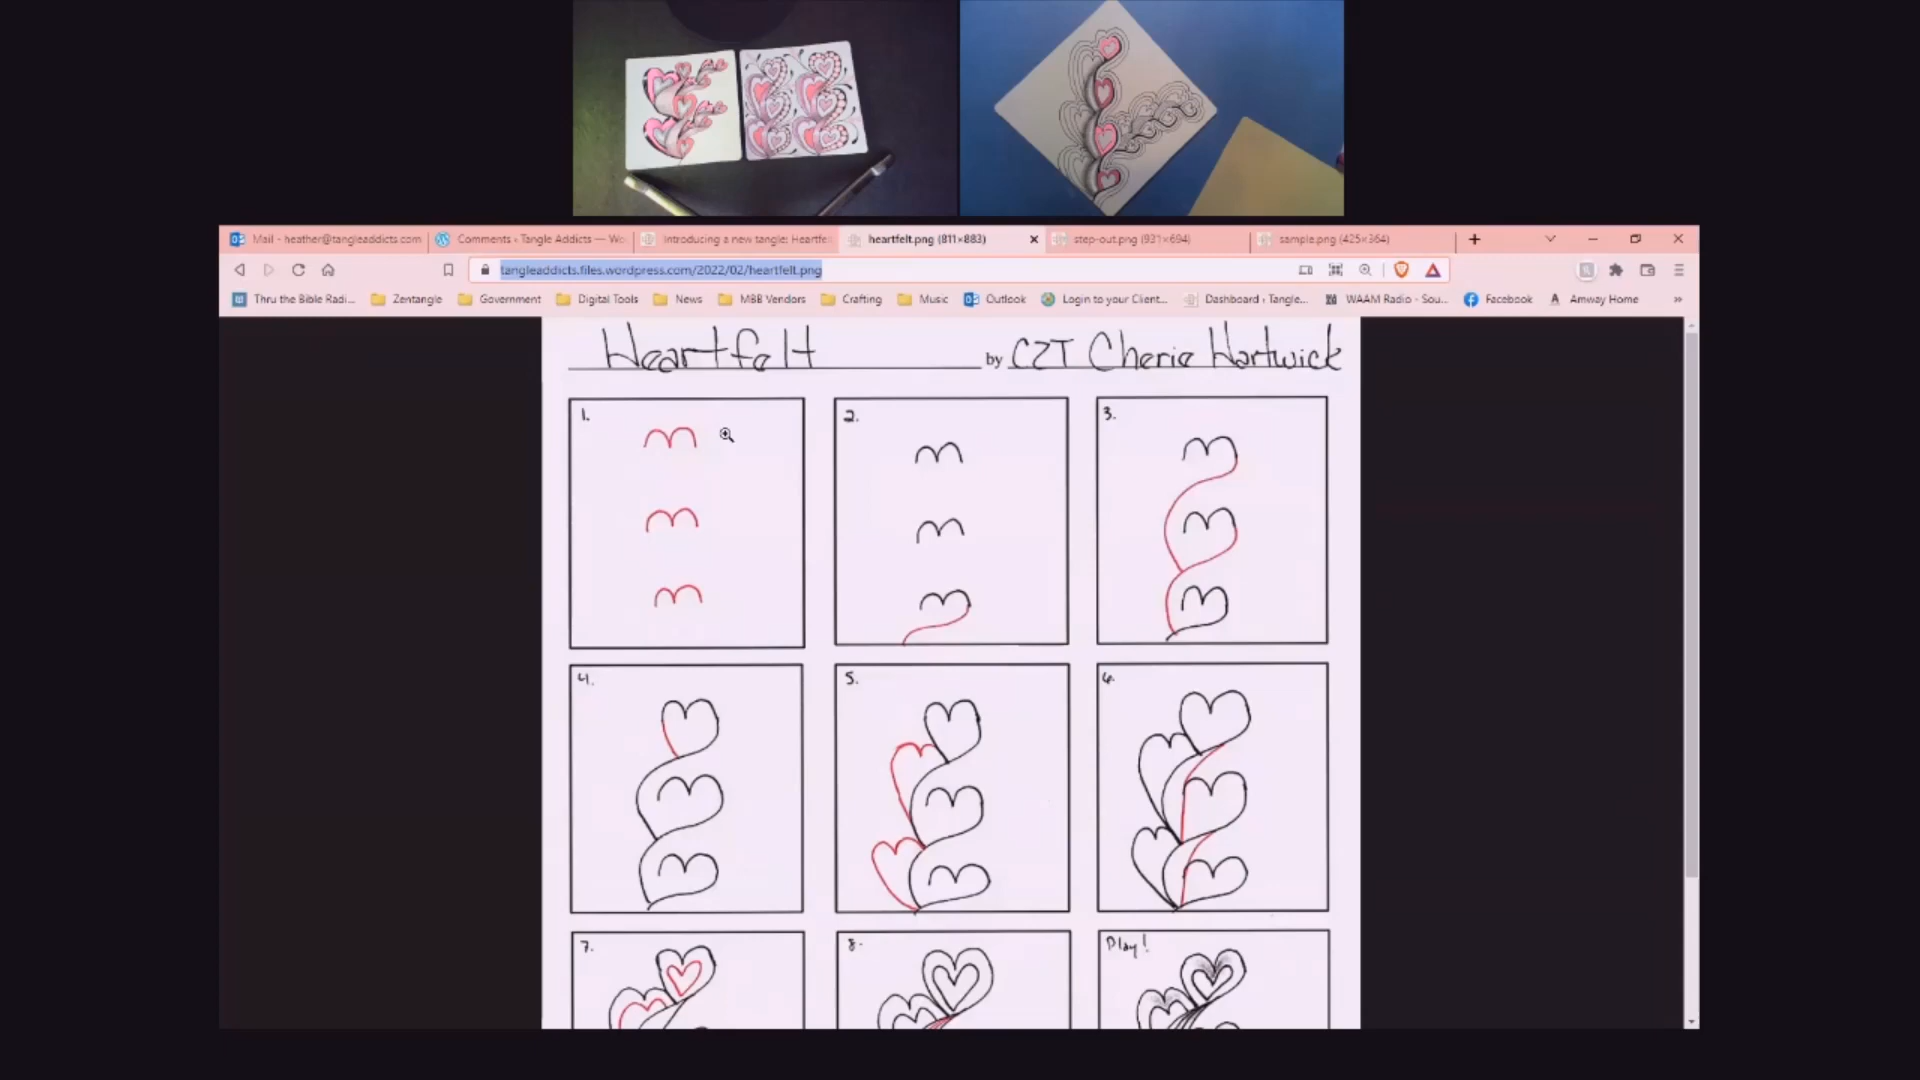 Mail - heather@tangleaddicts.com
Comments ‹ Tangle Addicts — Wo
Introducing a new tangle: Heartfe
heartfelt.png (811×883)
step-out.png (931×694)
sample.png (425×364)
tangleaddicts.files.wordpress.com/2022/02/heartfelt.png
Thru the Bible Radi...
Zentangle
Government
Digital Tools
News
MBB Vendors
Crafting
Music
Outlook
Login to your Client...
Dashboard ‹ Tangle...
WAAM Radio - Sou...
Facebook
Amway Home
Heartfelt by CZT Cherie Hartwick
1.
2.
3.
4.
5.
6.
7.
8.
Play!